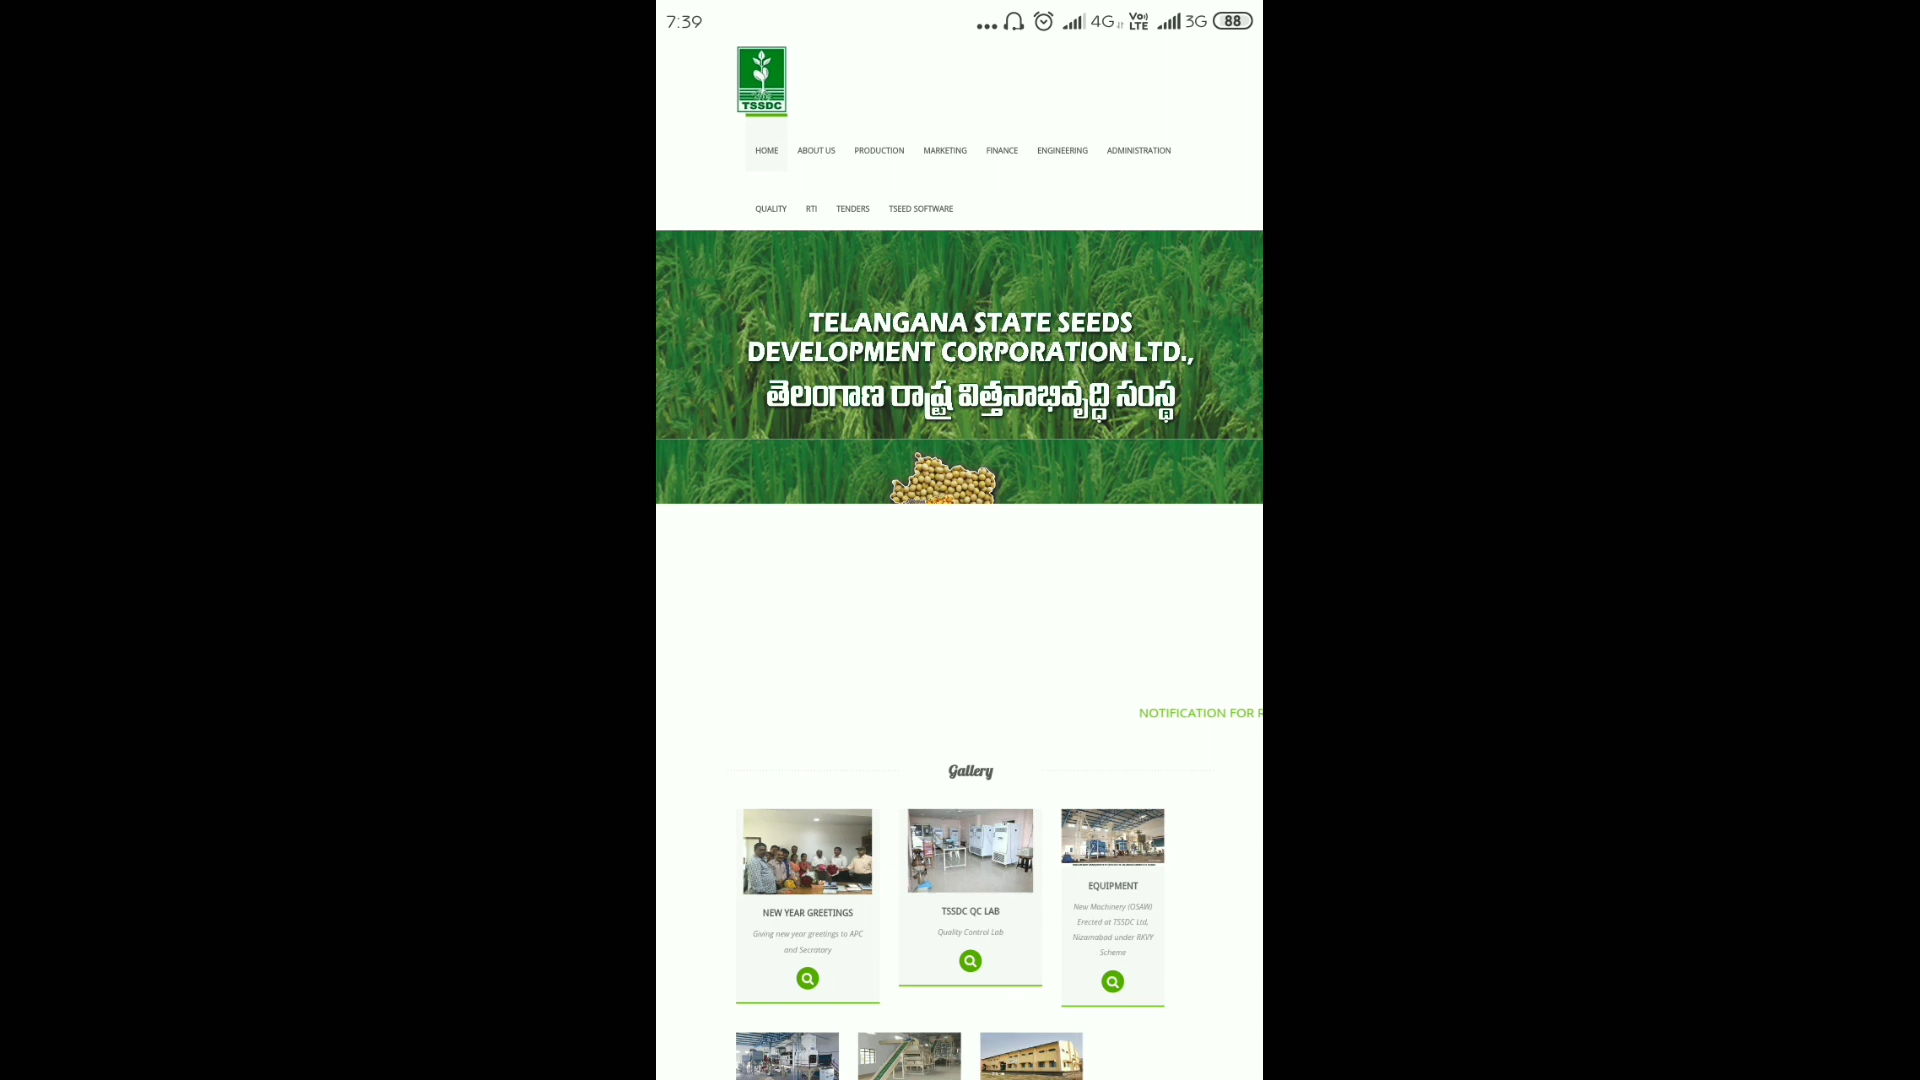 7:39
4G
Vo)) LTE
3G
88
TSSDC
HOME ABOUT US PRODUCTION MARKETING FINANCE ENGINEERING ADMINISTRATION
QUALITY RTI TENDERS TSEED SOFTWARE
TELANGANA STATE SEEDS
DEVELOPMENT CORPORATION LTD.,
తెలంగాణ రాష్ట్ర విత్తనాభివృద్ధి సంస్థ
NOTIFICATION FOR
Gallery
NEW YEAR GREETINGS
Giving new year greetings to APC
and Secratory
TSSDC QC LAB
Quality Control Lab
EQUIPMENT
New Machinery (OSAW)
Erected at TSSDC Ltd,
Nizamabad under RKVY
Scheme